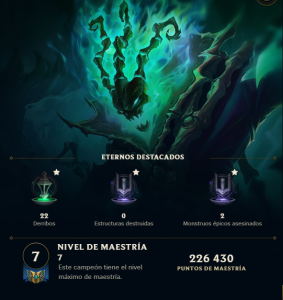 ETERNOS DESTACADOS
22
Derribos
0
Estructuras destruidas
2
Monstruos épicos asesinados
7
NIVEL DE MAESTRÍA
7
Este campeón tiene el nivel
máximo de maestría.
226 430
PUNTOS DE MAESTRÍA